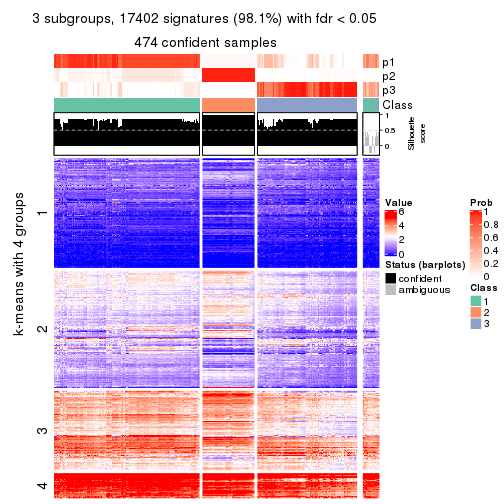 3 subgroups, 17402 signatures (98.1%) with fdr < 0.05
474 confident samples
p1
p2
p3
Class
1
0.5
0
Silhouette
score
k-means with 4 groups
1
2
3
4
Value
6
4
2
0
Status (barplots)
confident
ambiguous
Prob
1
0.8
0.6
0.4
0.2
0
Class
1
2
3